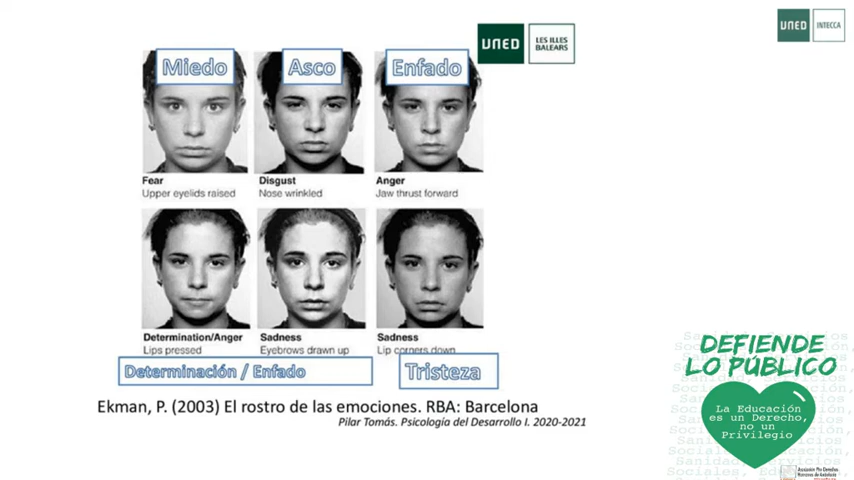 UNED
LES ILLES
BALEARS
UNED
INTECCA
Miedo
Asco
Enfado
Fear
Upper eyelids raised
Disgust
Nose wrinkled
Anger
Jaw thrust forward
Determination/Anger
Lips pressed
Sadness
Eyebrows drawn up
Sadness
Lip corners down
Determinación / Enfado
Tristeza
Ekman, P. (2003) El rostro de las emociones. RBA: Barcelona
Pilar Tomás. Psicología del Desarrollo I. 2020-2021
DEFIENDE
LO PÚBLICO
La Educación
es un Derecho,
no un
Privilegio